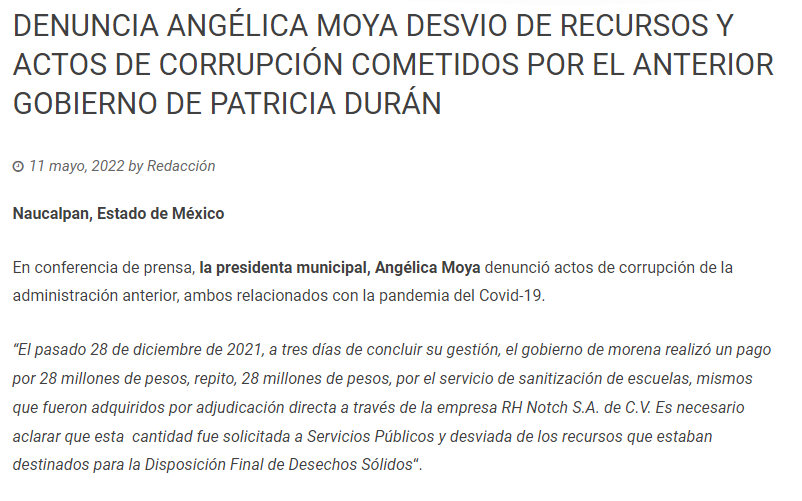 DENUNCIA ANGÉLICA MOYA DESVIO DE RECURSOS Y
ACTOS DE CORRUPCIÓN COMETIDOS POR EL ANTERIOR
GOBIERNO DE PATRICIA DURÁN
11 mayo, 2022 by Redacción
Naucalpan, Estado de México
En conferencia de prensa, la presidenta municipal, Angélica Moya denunció actos de corrupción de la
administración anterior, ambos relacionados con la pandemia del Covid-19.
“El pasado 28 de diciembre de 2021, a tres días de concluir su gestión, el gobierno de morena realizó un pago
por 28 millones de pesos, repito, 28 millones de pesos, por el servicio de sanitización de escuelas, mismos
que fueron adquiridos por adjudicación directa a través de la empresa RH Notch S.A. de C.V. Es necesario
aclarar que esta  cantidad fue solicitada a Servicios Públicos y desviada de los recursos que estaban
destinados para la Disposición Final de Desechos Sólidos“.